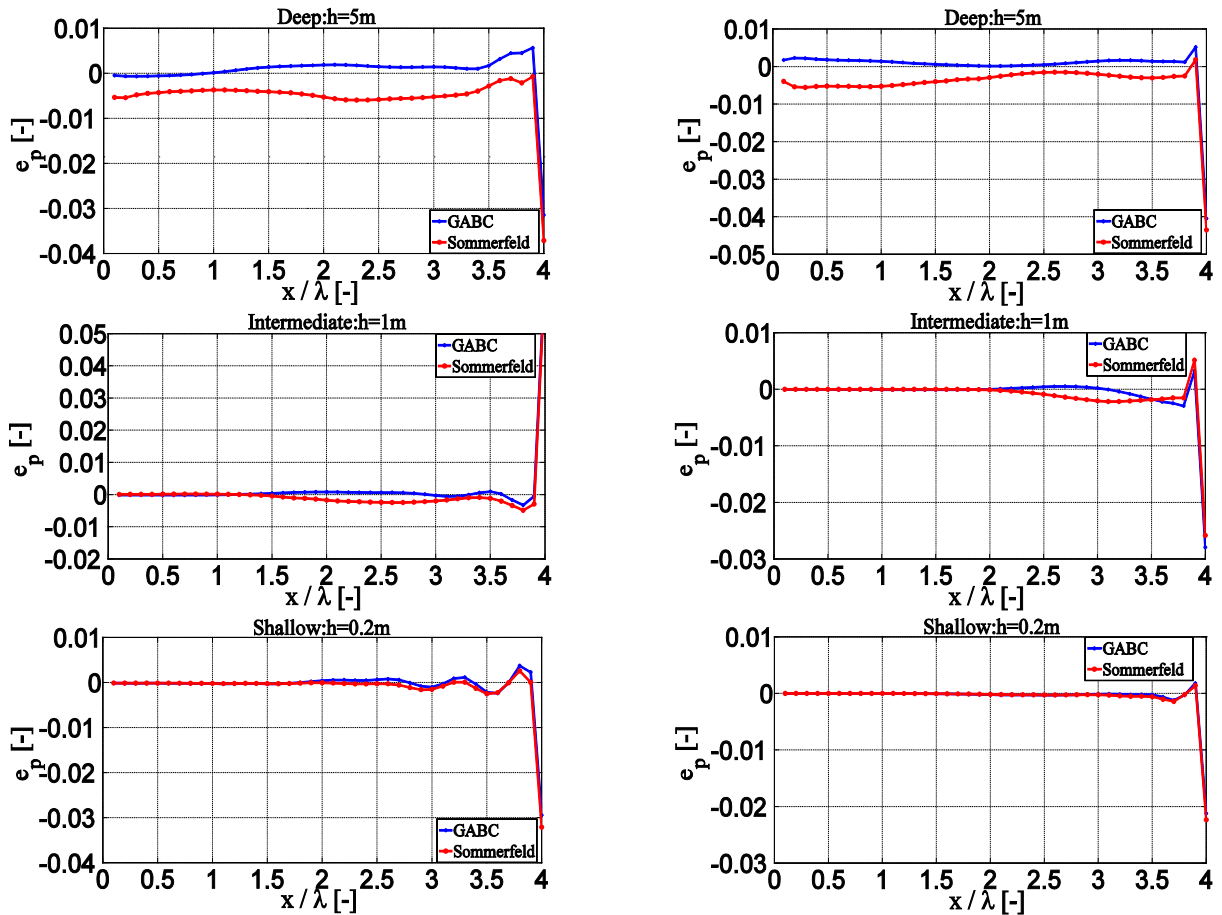 Deep:h=5m
0.01
0
-0.01
-0.02
-0.03
-0.04
e_p [-]
GABC
Sommerfeld
0 0.5 1 1.5 2 2.5 3 3.5 4
x / λ [-]
Deep:h=5m
0.01
0
-0.01
-0.02
-0.03
-0.04
-0.05
e_p [-]
GABC
Sommerfeld
0 0.5 1 1.5 2 2.5 3 3.5 4
x / λ [-]
Intermediate:h=1m
0.05
0.04
0.03
0.02
0.01
0
-0.01
-0.02
e_p [-]
GABC
Sommerfeld
0 0.5 1 1.5 2 2.5 3 3.5 4
x / λ [-]
Intermediate:h=1m
0.01
0
-0.01
-0.02
-0.03
e_p [-]
GABC
Sommerfeld
0 0.5 1 1.5 2 2.5 3 3.5 4
x / λ [-]
Shallow:h=0.2m
0.01
0
-0.01
-0.02
-0.03
-0.04
e_p [-]
GABC
Sommerfeld
0 0.5 1 1.5 2 2.5 3 3.5 4
x / λ [-]
Shallow:h=0.2m
0.01
0
-0.01
-0.02
-0.03
e_p [-]
GABC
Sommerfeld
0 0.5 1 1.5 2 2.5 3 3.5 4
x / λ [-]